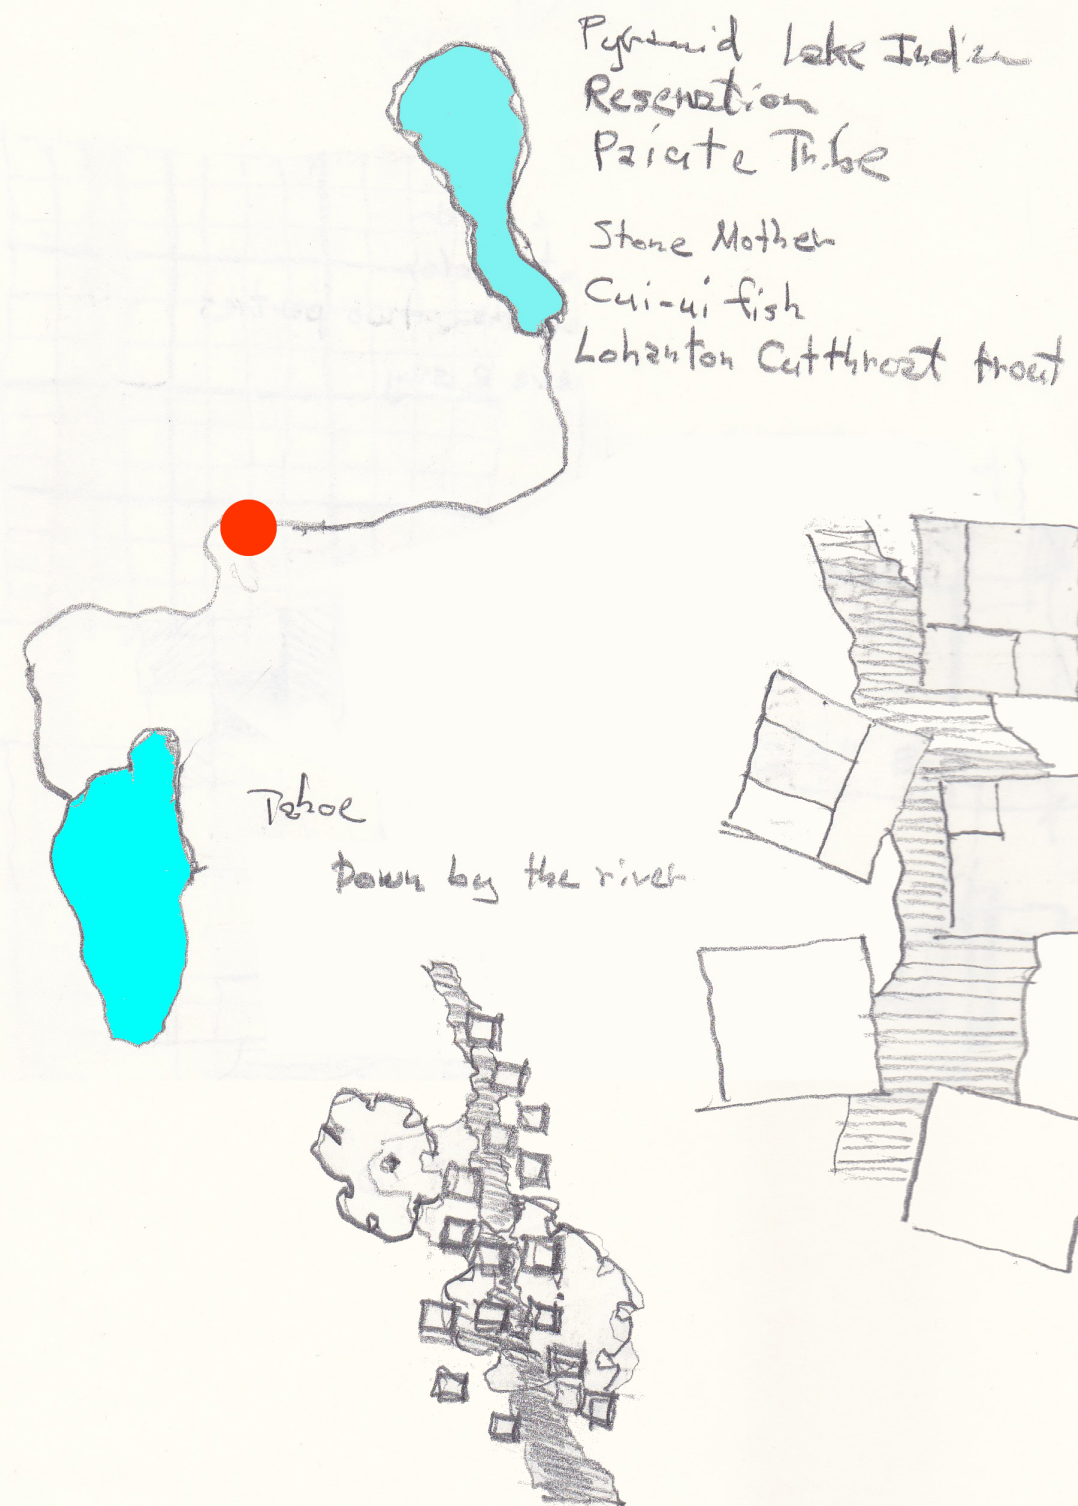 Pyramid Lake Indian
Reservation
Paiute Tribe
Stone Mother
Cui-ui fish
Lohanton Cutthroat trout
Tahoe
Down by the river